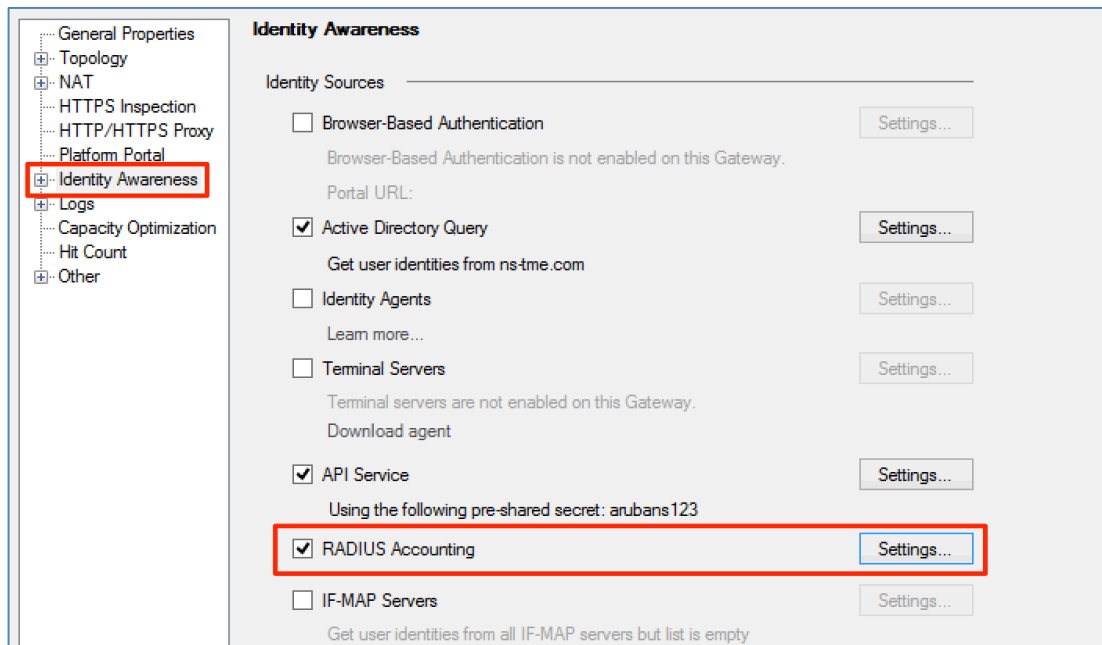 General Properties
Topology
NAT
HTTPS Inspection
HTTP/HTTPS Proxy
Platform Portal
Identity Awareness
Logs
Capacity Optimization
Hit Count
Other
Identity Awareness
Identity Sources
Browser-Based Authentication Settings...
Browser-Based Authentication is not enabled on this Gateway.
Portal URL:
Active Directory Query Settings...
Get user identities from ns-tme.com
Identity Agents Settings...
Learn more...
Terminal Servers Settings...
Terminal servers are not enabled on this Gateway.
Download agent
API Service Settings...
Using the following pre-shared secret: arubans123
RADIUS Accounting Settings...
IF-MAP Servers Settings...
Get user identities from all IF-MAP servers but list is empty